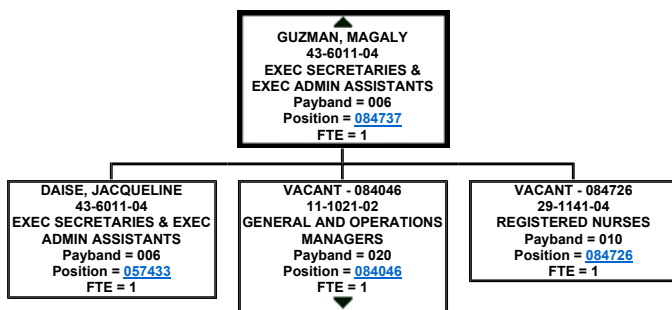 GUZMAN, MAGALY
43-6011-04
EXEC SECRETARIES &
EXEC ADMIN ASSISTANTS
Payband = 006
Position = 084737
FTE = 1
DAISE, JACQUELINE
43-6011-04
EXEC SECRETARIES & EXEC
ADMIN ASSISTANTS
Payband = 006
Position = 057433
FTE = 1
VACANT - 084046
11-1021-02
GENERAL AND OPERATIONS
MANAGERS
Payband = 020
Position = 084046
FTE = 1
VACANT - 084726
29-1141-04
REGISTERED NURSES
Payband = 010
Position = 084726
FTE = 1